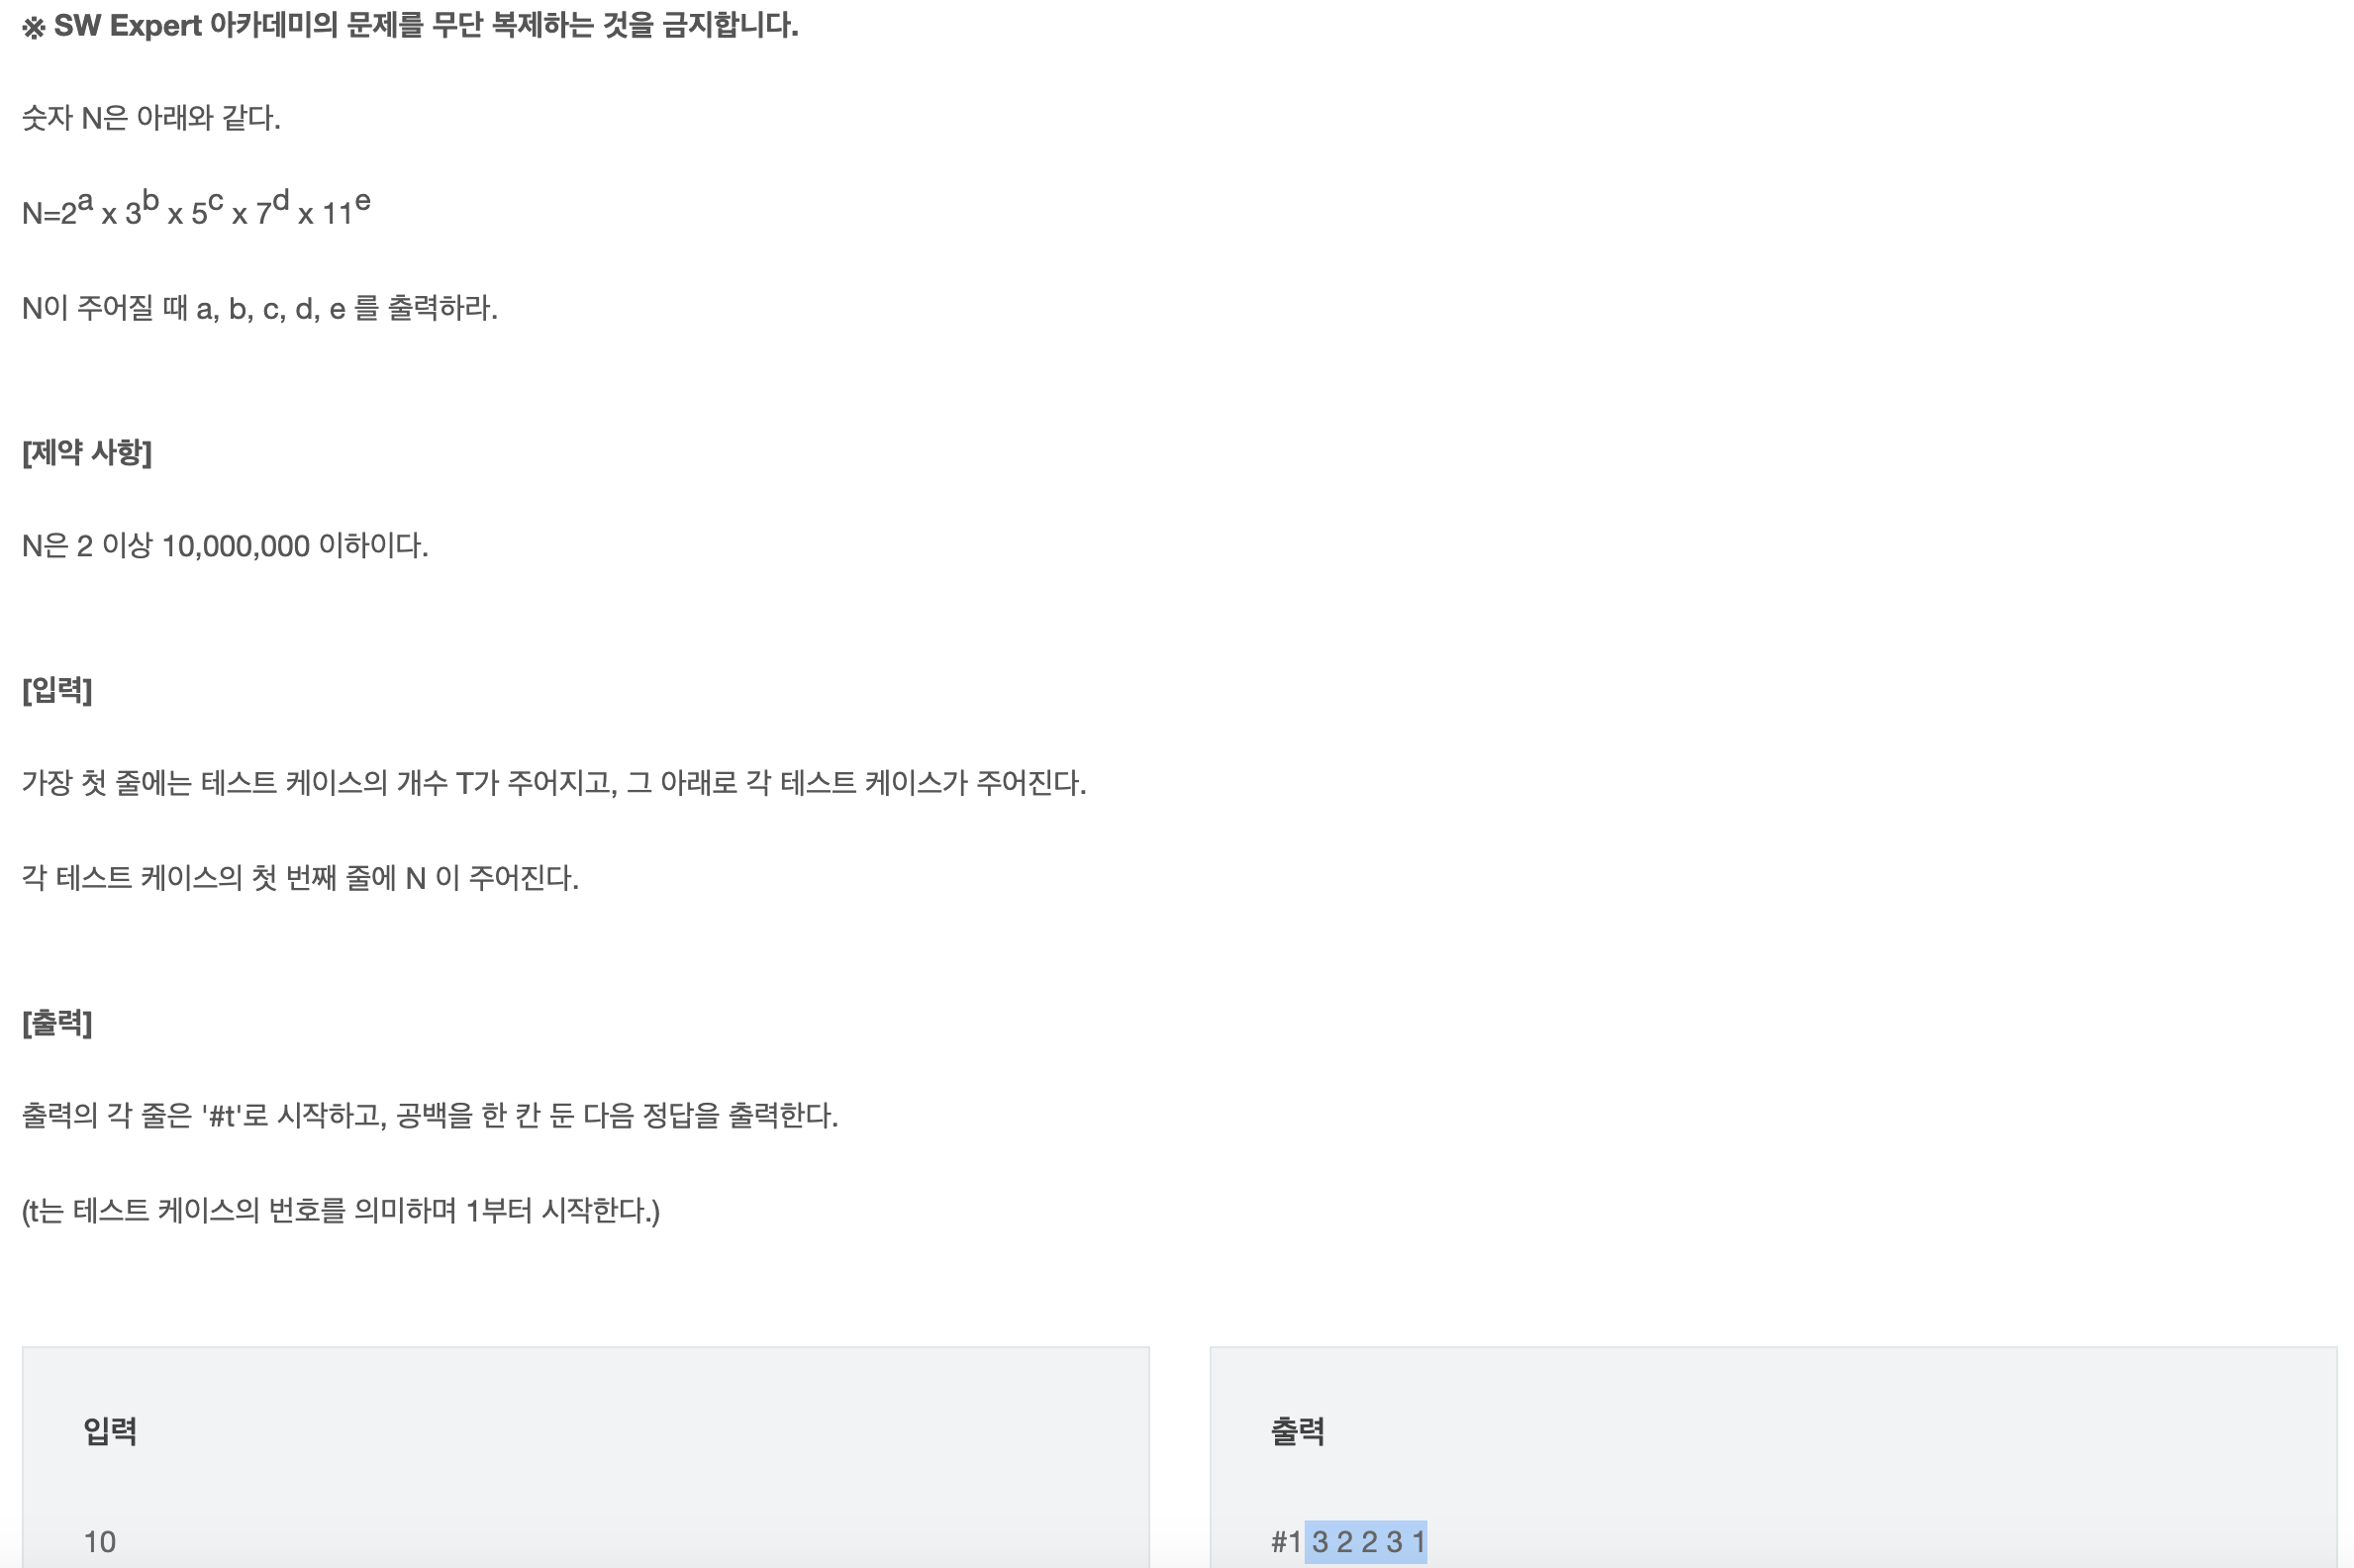 ※ SW Expert 아카데미의 문제를 무단 복제하는 것을 금지합니다.
숫자 N은 아래와 같다.
N=2a x 3b x 5c x 7d x 11e
N이 주어질 때 a, b, c, d, e 를 출력하라.
[제약 사항]
N은 2 이상 10,000,000 이하이다.
[입력]
가장 첫 줄에는 테스트 케이스의 개수 T가 주어지고, 그 아래로 각 테스트 케이스가 주어진다.
각 테스트 케이스의 첫 번째 줄에 N 이 주어진다.
[출력]
출력의 각 줄은 '#t'로 시작하고, 공백을 한 칸 둔 다음 정답을 출력한다.
(t는 테스트 케이스의 번호를 의미하며 1부터 시작한다.)
입력
10
출력
#1 3 2 2 3 1